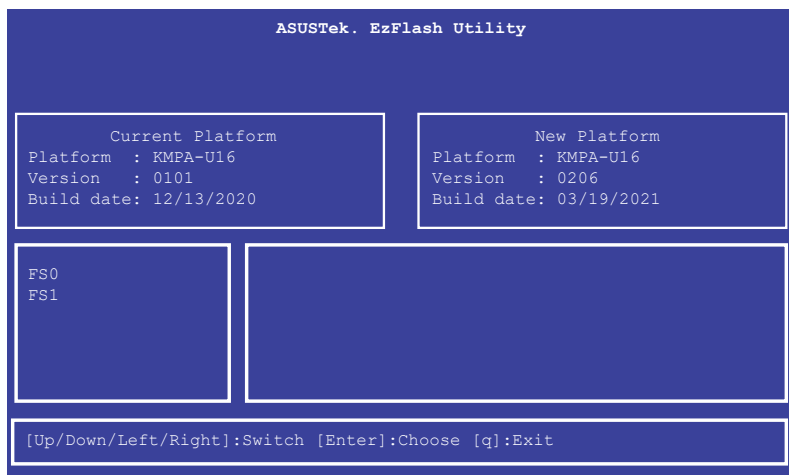 ASUSTek. EzFlash Utility
Current Platform
Platform : KMPA-U16
Version : 0101
Build date: 12/13/2020
New Platform
Platform : KMPA-U16
Version : 0206
Build date: 03/19/2021
FS0
FS1
[Up/Down/Left/Right]:Switch [Enter]:Choose [q]:Exit